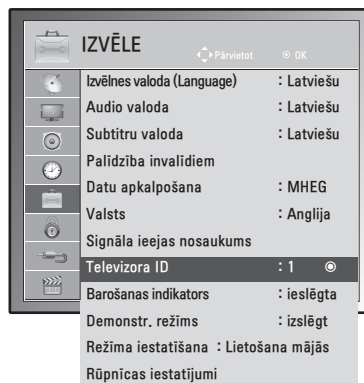 IZVĒLE
Pārvietot OK
Izvēlnes valoda (Language) : Latviešu
Audio valoda : Latviešu
Subtitru valoda : Latviešu
Palīdzība invalīdiem
Datu apkalpošana : MHEG
Valsts : Anglija
Signāla ieejas nosaukums
Televizora ID : 1
Barošanas indikators : ieslēgta
Demonstr. režīms : izslēgt
Režīma iestatīšana : Lietošana mājās
Rūpnīcas iestatījumi